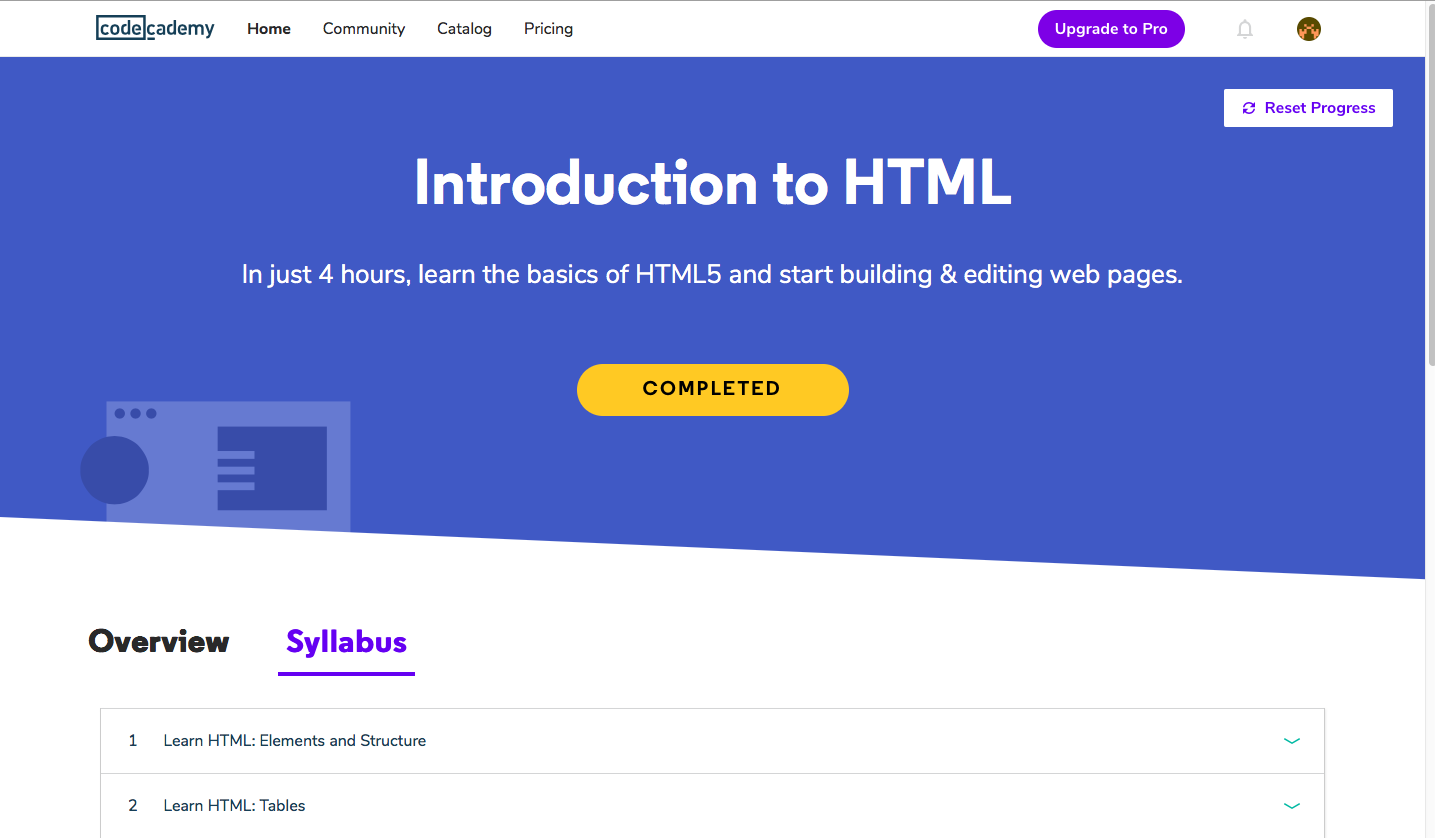 codecademy Home Community Catalog Pricing Upgrade to Pro
Reset Progress
Introduction to HTML
In just 4 hours, learn the basics of HTML5 and start building & editing web pages.
COMPLETED
Overview Syllabus
1 Learn HTML: Elements and Structure
2 Learn HTML: Tables